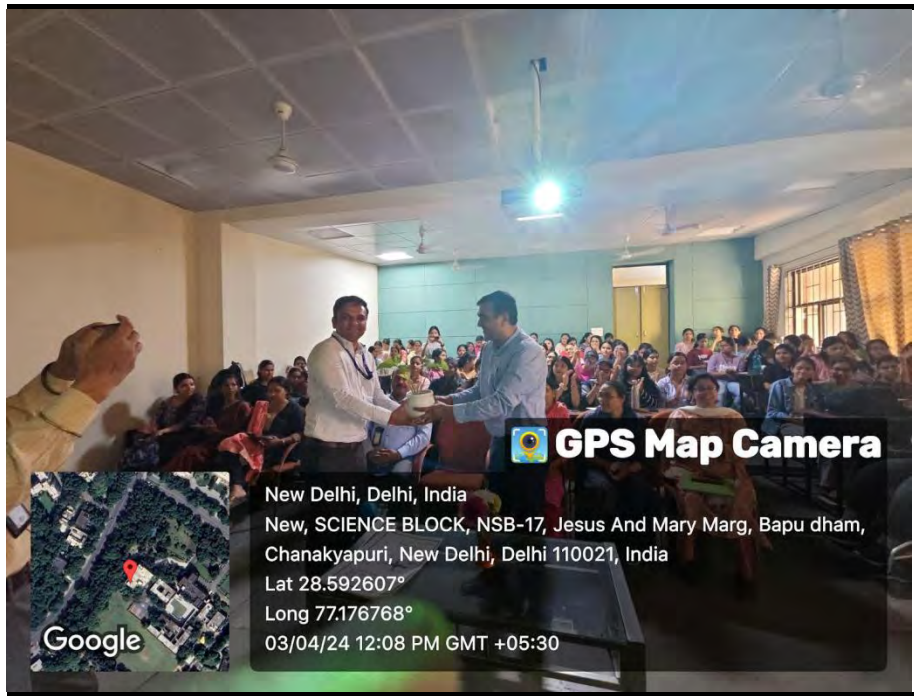 GPS Map Camera
New Delhi, Delhi, India
New, SCIENCE BLOCK, NSB-17, Jesus And Mary Marg, Bapu dham,
Chanakyapuri, New Delhi, Delhi 110021, India
Lat 28.592607°
Long 77.176768°
03/04/24 12:08 PM GMT +05:30
Google